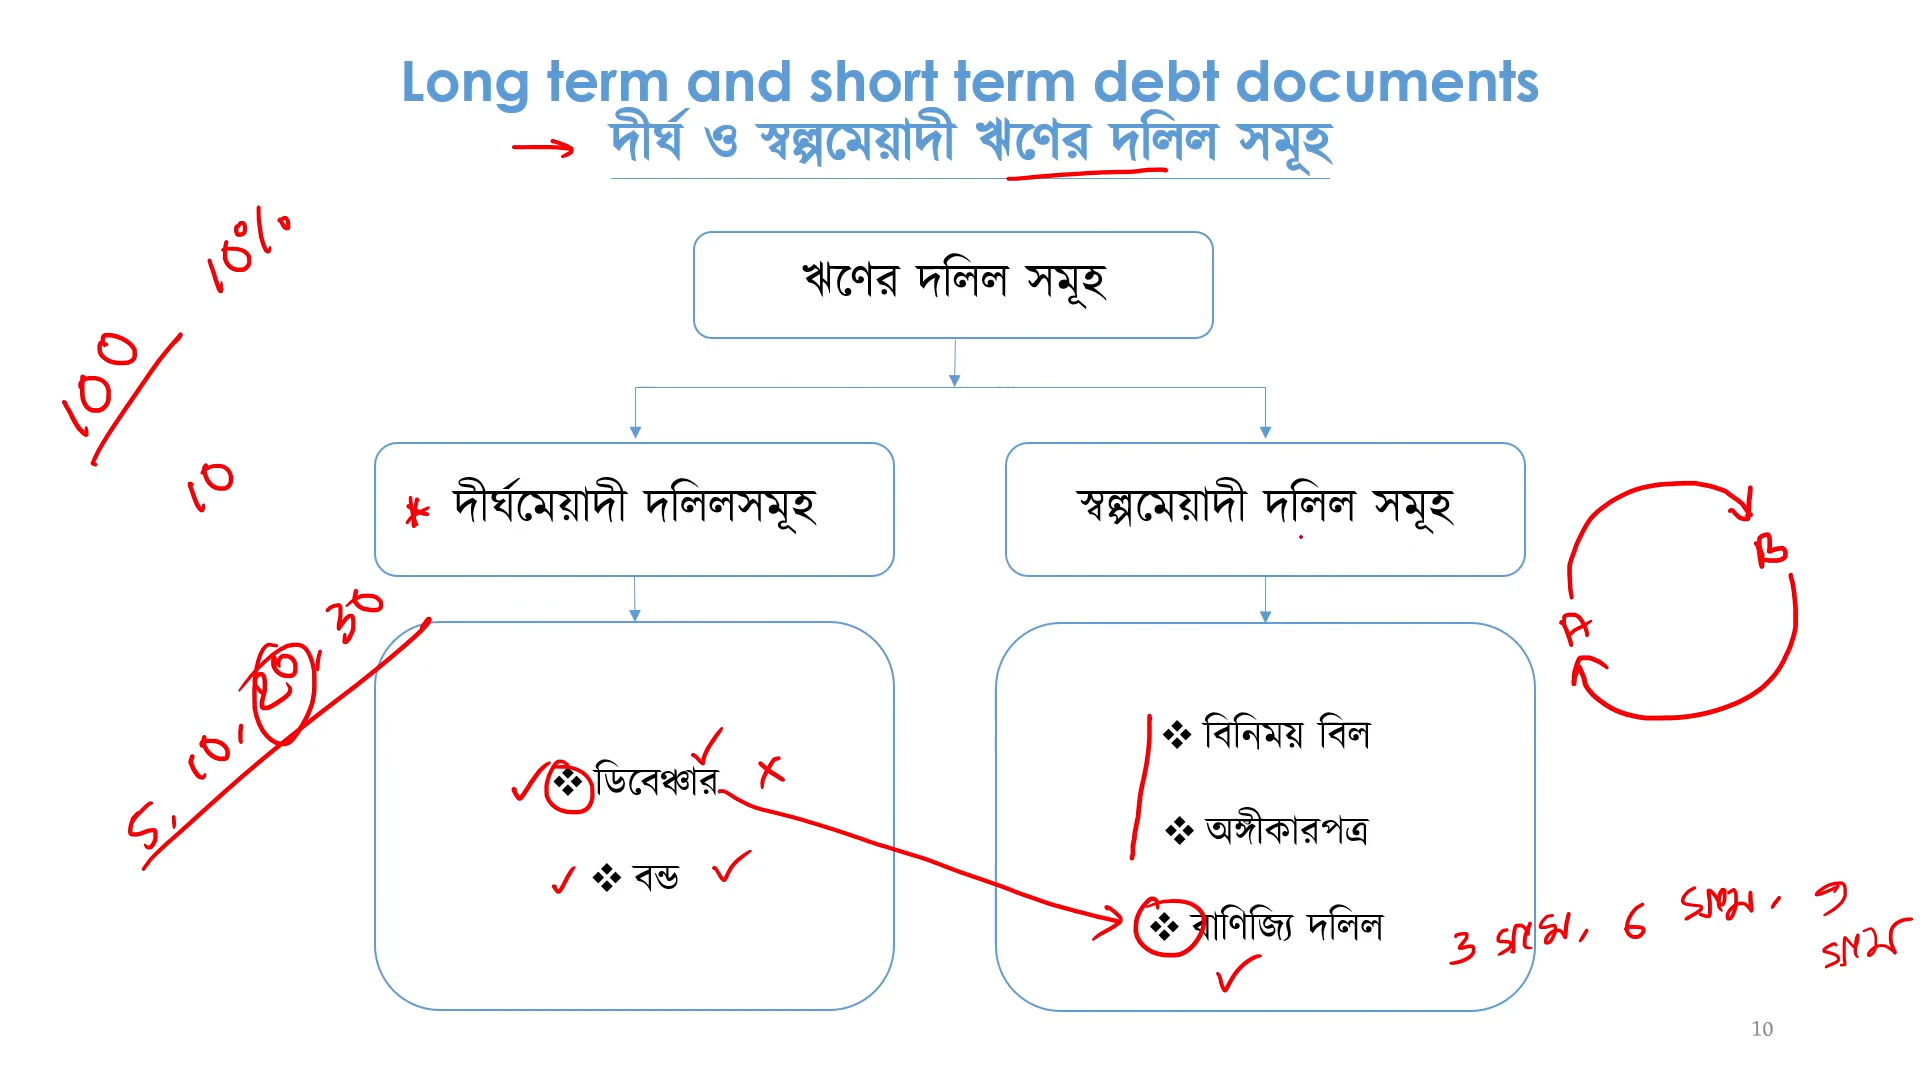 Long term and short term debt documents
দীর্ঘ ও স্বল্পমেয়াদী ঋণের দলিল সমূহ
10%
ঋণের দলিল সমূহ
100
10
* দীর্ঘমেয়াদী দলিলসমূহ
স্বল্পমেয়াদী দলিল সমূহ
B
A
5, 10, 20, 30
❖ ডিবেঞ্চার
❖ বন্ড
❖ বিনিময় বিল
❖ অঙ্গীকারপত্র
❖ বাণিজ্যি দলিল
3 মাস, 6 মাস, 9
মাস
10